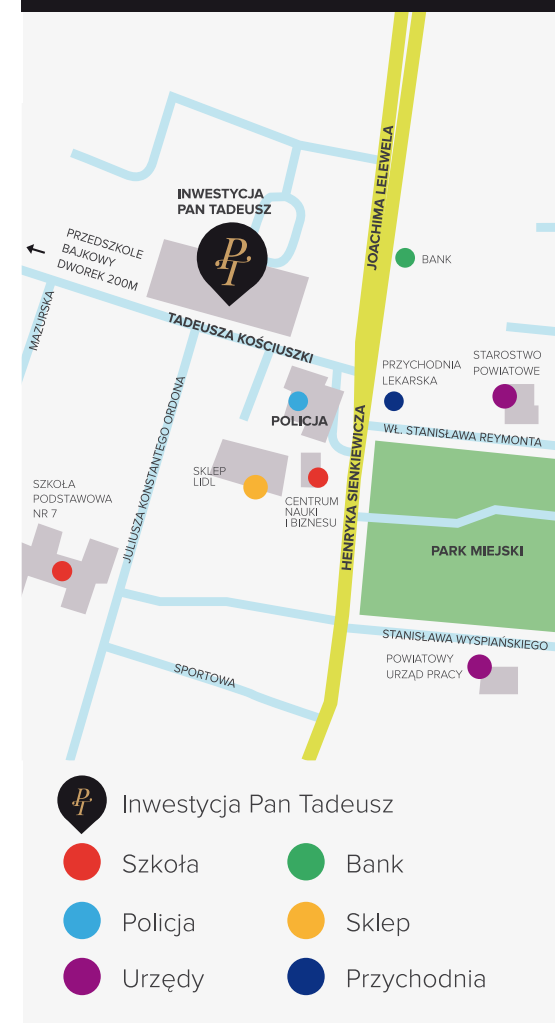 JOACHIMA LELEWELA
INWESTYCJA
PAN TADEUSZ
PT
PRZEDSZKOLE
BAJKOWY
DWOREK 200M
BANK
MAZURSKA
TADEUSZA KOŚCIUSZKI
PRZYCHODNIA
LEKARSKA
STAROSTWO
POWIATOWE
POLICJA
WŁ. STANISŁAWA REYMONTA
JULIUSZA KONSTANTEGO ORDONA
HENRYKA SIENKIEWICZA
SKLEP
LIDL
SZKOŁA
PODSTAWOWA
NR 7
CENTRUM
NAUKI
I BIZNESU
PARK MIEJSKI
STANISŁAWA WYSPIAŃSKIEGO
POWIATOWY
URZĄD PRACY
SPORTOWA
PT Inwestycja Pan Tadeusz
Szkoła
Bank
Policja
Sklep
Urzędy
Przychodnia